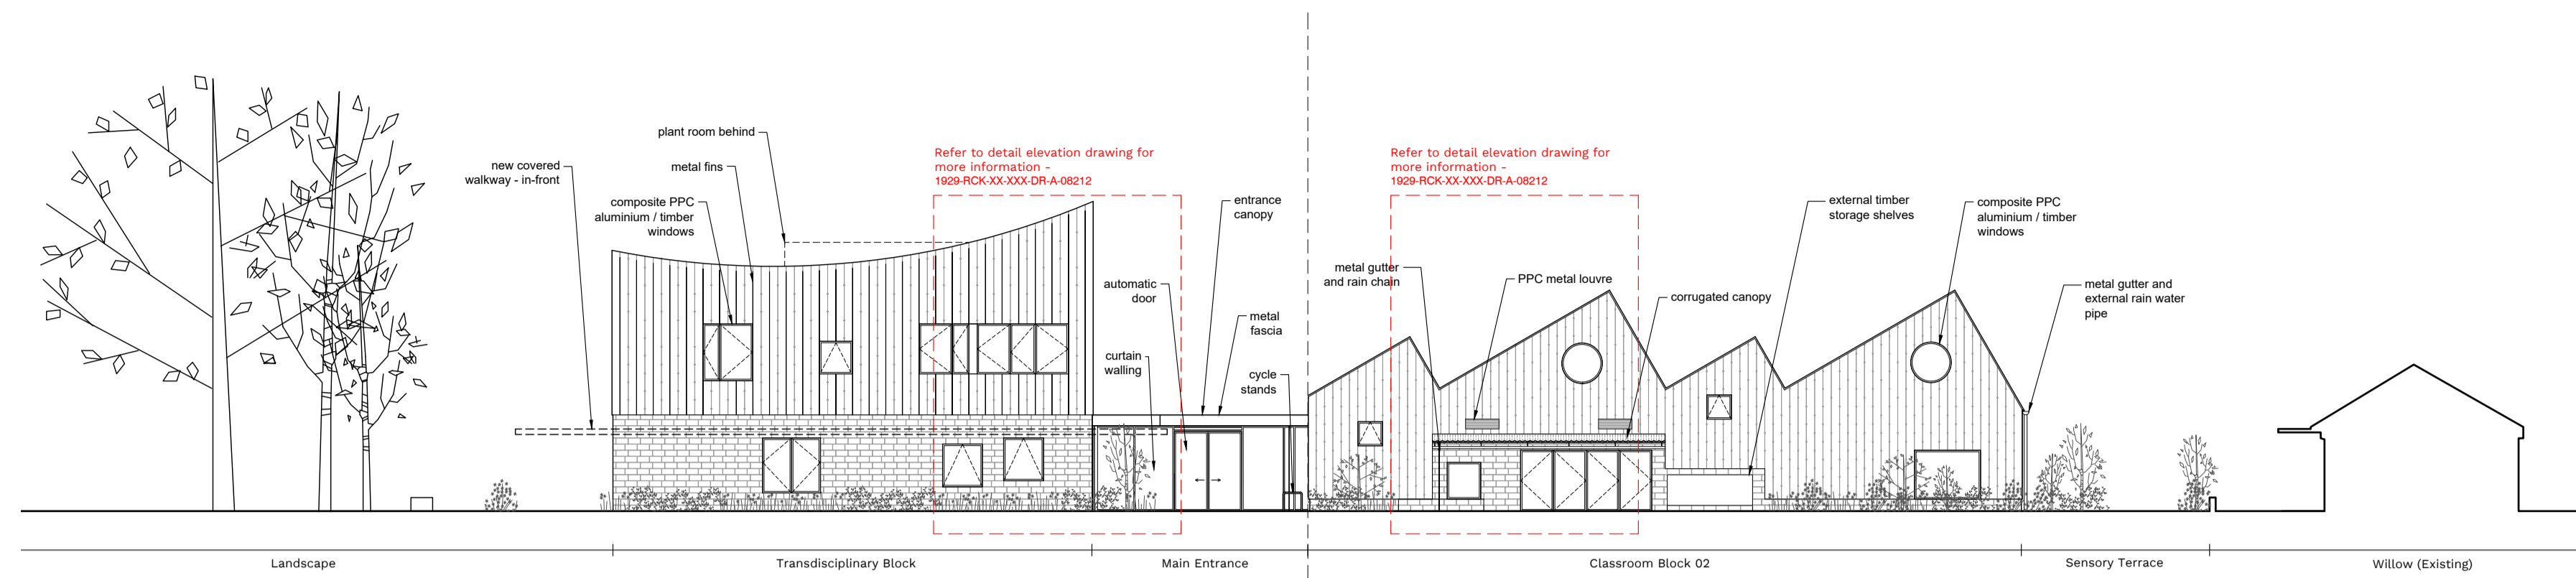 plant room behind
new covered
walkway - in-front
metal fins
composite PPC
aluminium / timber
windows
Refer to detail elevation drawing for
more information -
1929-RCK-XX-XXX-DR-A-08212
entrance
canopy
automatic
door
metal
fascia
curtain
walling
cycle
stands
Refer to detail elevation drawing for
more information -
1929-RCK-XX-XXX-DR-A-08212
metal gutter
and rain chain
PPC metal louvre
corrugated canopy
external timber
storage shelves
composite PPC
aluminium / timber
windows
metal gutter and
external rain water
pipe
Landscape
Transdisciplinary Block
Main Entrance
Classroom Block 02
Sensory Terrace
Willow (Existing)